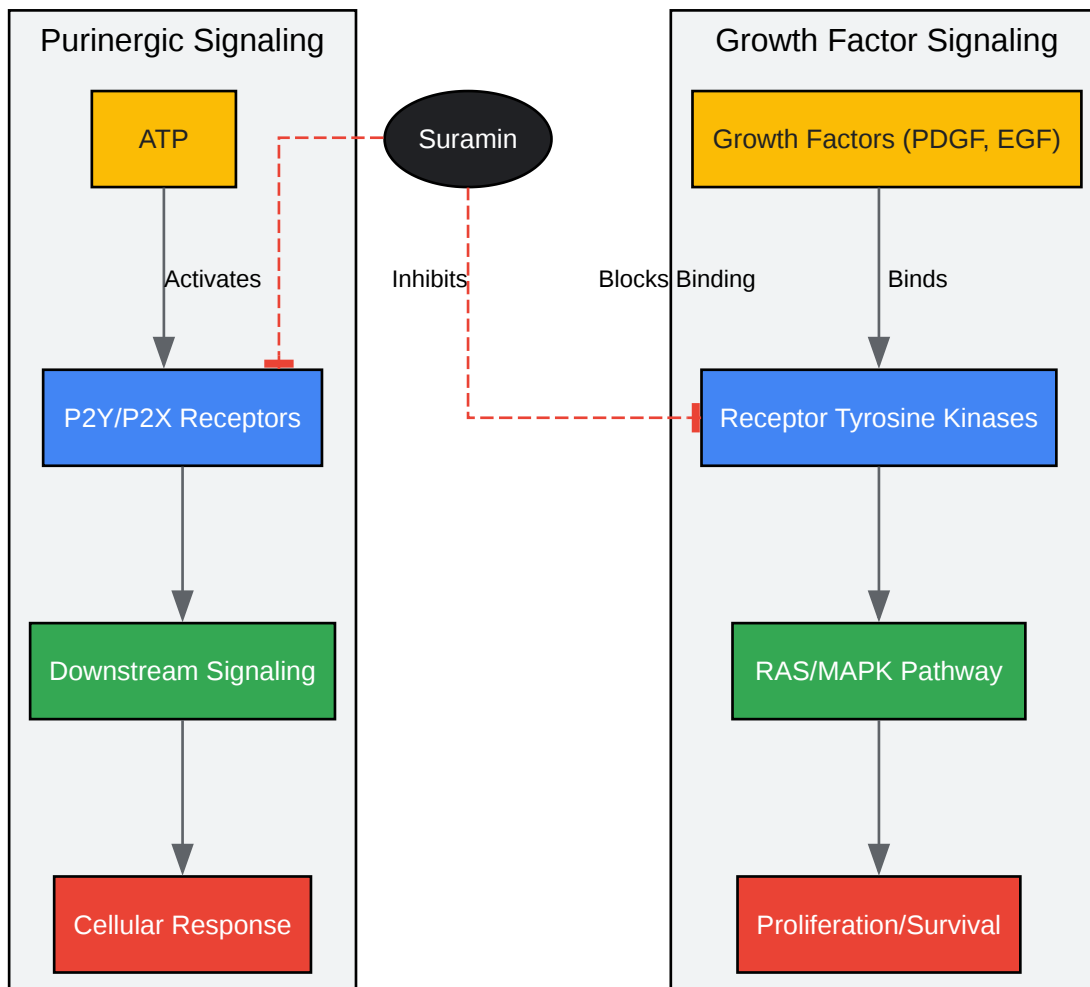 Purinergic Signaling
Growth Factor Signaling
ATP
Suramin
Growth Factors (PDGF, EGF)
Activates
Inhibits
Blocks Binding
Binds
P2Y/P2X Receptors
Receptor Tyrosine Kinases
Downstream Signaling
RAS/MAPK Pathway
Cellular Response
Proliferation/Survival